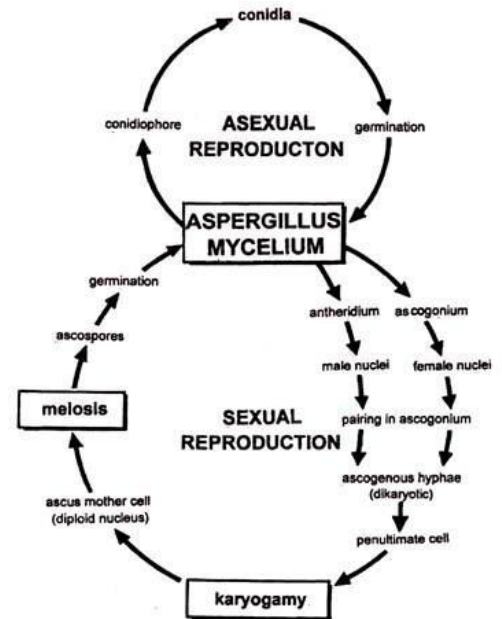 conidia
conidiophore
ASEXUAL
REPRODUCTON
germination
ASPERGILLUS
MYCELIUM
germination
antheridium
ascogonium
ascospores
male nuclei
female nuclei
meiosis
SEXUAL
REPRODUCTION
pairing in ascogonium
ascogenous hyphae
(dikaryotic)
ascus mother cell
(diploid nucleus)
penultimate cell
karyogamy